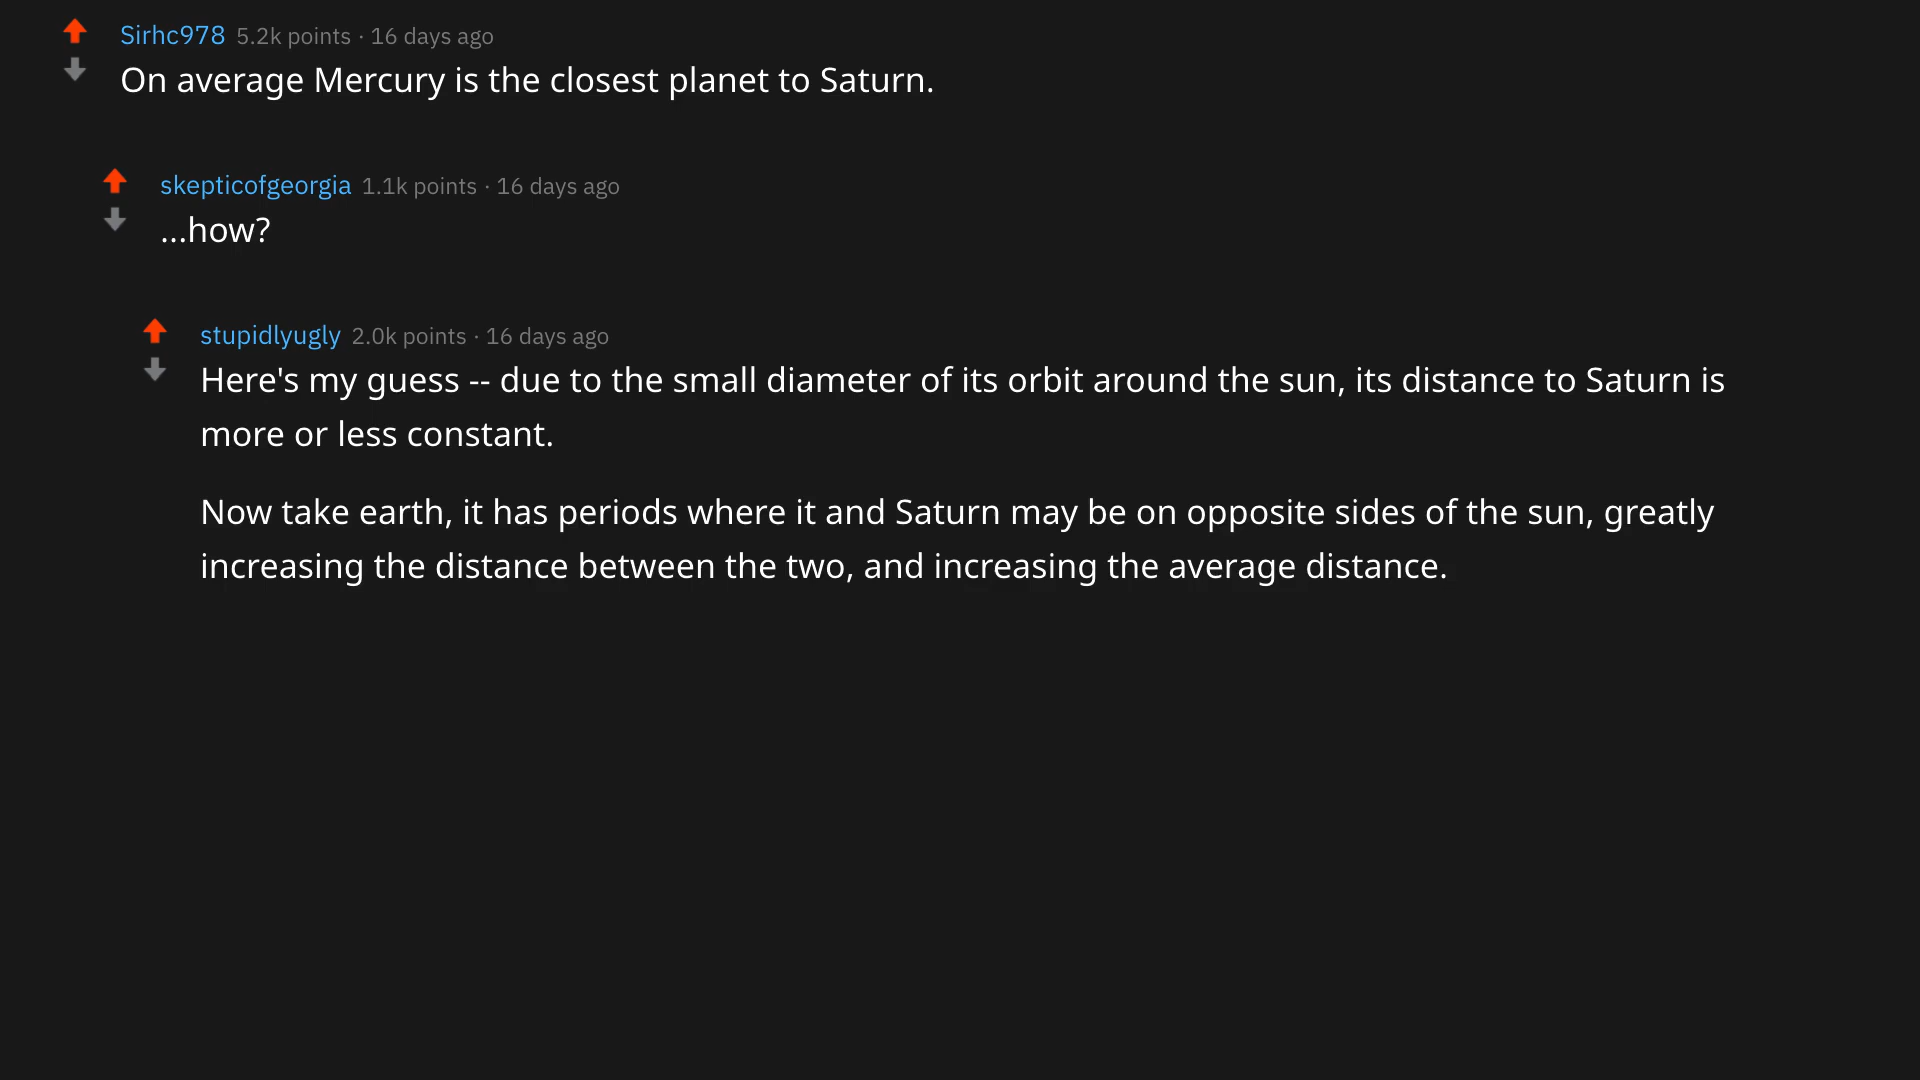 Sirhc978 5.2k points · 16 days ago
On average Mercury is the closest planet to Saturn.
skepticofgeorgia 1.1k points · 16 days ago
...how?
stupidlyugly 2.0k points · 16 days ago
Here's my guess -- due to the small diameter of its orbit around the sun, its distance to Saturn is
more or less constant.
Now take earth, it has periods where it and Saturn may be on opposite sides of the sun, greatly
increasing the distance between the two, and increasing the average distance.